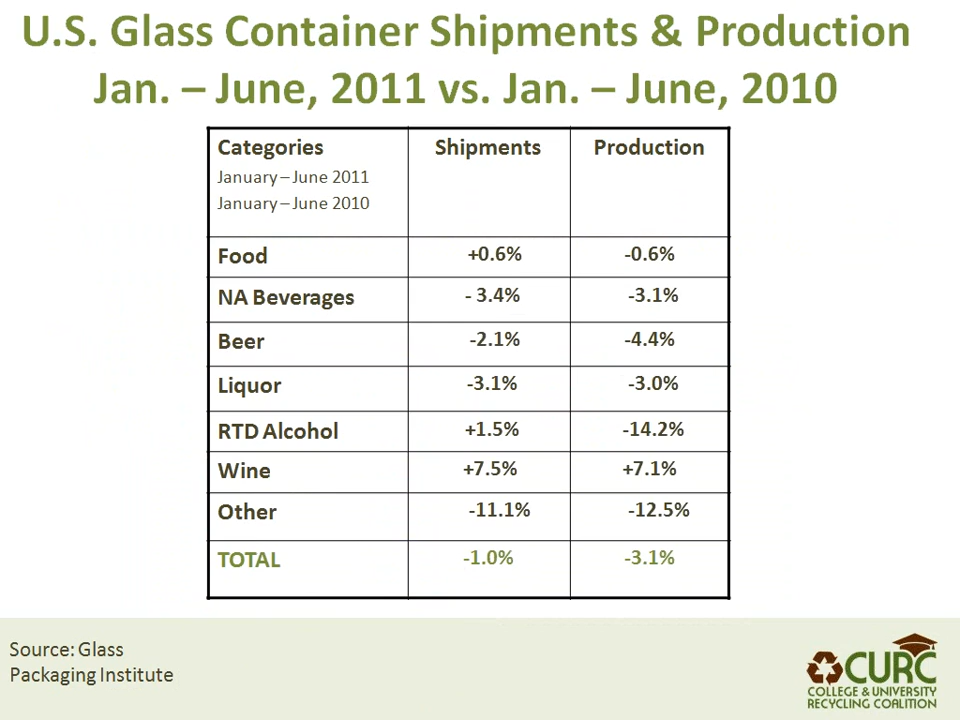 U.S. Glass Container Shipments & Production
Jan. – June, 2011 vs. Jan. – June, 2010
Categories Shipments Production
January – June 2011
January – June 2010
Food +0.6% -0.6%
NA Beverages - 3.4% -3.1%
Beer -2.1% -4.4%
Liquor -3.1% -3.0%
RTD Alcohol +1.5% -14.2%
Wine +7.5% +7.1%
Other -11.1% -12.5%
TOTAL -1.0% -3.1%
Source: Glass
Packaging Institute
CURC
COLLEGE & UNIVERSITY
RECYCLING COALITION